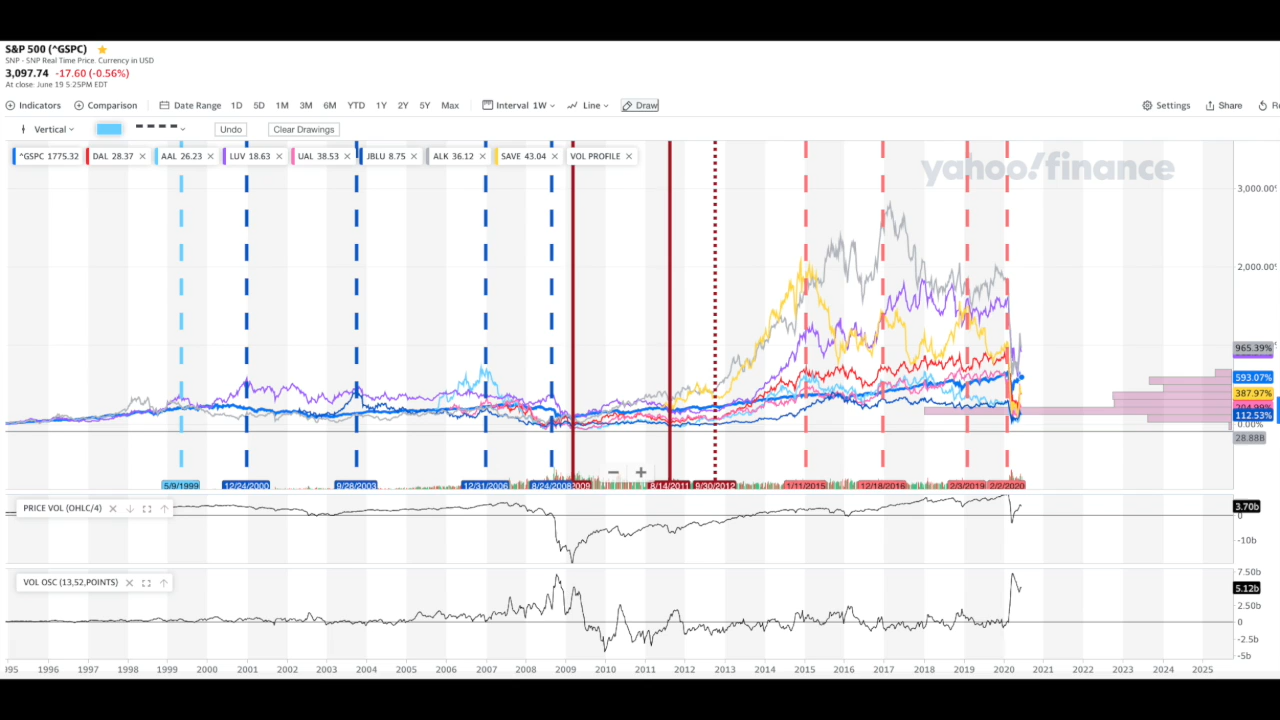 S&P 500 (^GSPC)
SNP - SNP Real Time Price. Currency in USD
3,097.74 -17.60 (-0.56%)
At close: June 19 5:25PM EDT
Indicators Comparison Date Range 1D 5D 1M 3M 6M YTD 1Y 2Y 5Y Max Interval 1W Line Draw Settings Share
Vertical Undo Clear Drawings
^GSPC 1775.32 DAL 28.37 AAL 26.23 LUV 18.63 UAL 38.53 JBLU 8.75 ALK 36.12 SAVE 43.04 VOL PROFILE
yahoo!finance
3,000.00%
2,000.00%
965.39%
593.07%
387.97%
112.53%
0.00%
28.88B
5/9/1999 12/24/2000 9/28/2003 12/31/2006 8/24/2008 2009 8/14/2011 9/30/2012 1/11/2015 12/18/2016 2/3/2019 2/2/2020
PRICE VOL (OHLC/4)
3.70b
0
-10b
VOL OSC (13,52,POINTS)
7.50b
5.12b
2.50b
0
-2.5b
-5b
995 1996 1997 1998 1999 2000 2001 2002 2003 2004 2005 2006 2007 2008 2009 2010 2011 2012 2013 2014 2015 2016 2017 2018 2019 2020 2021 2022 2023 2024 2025